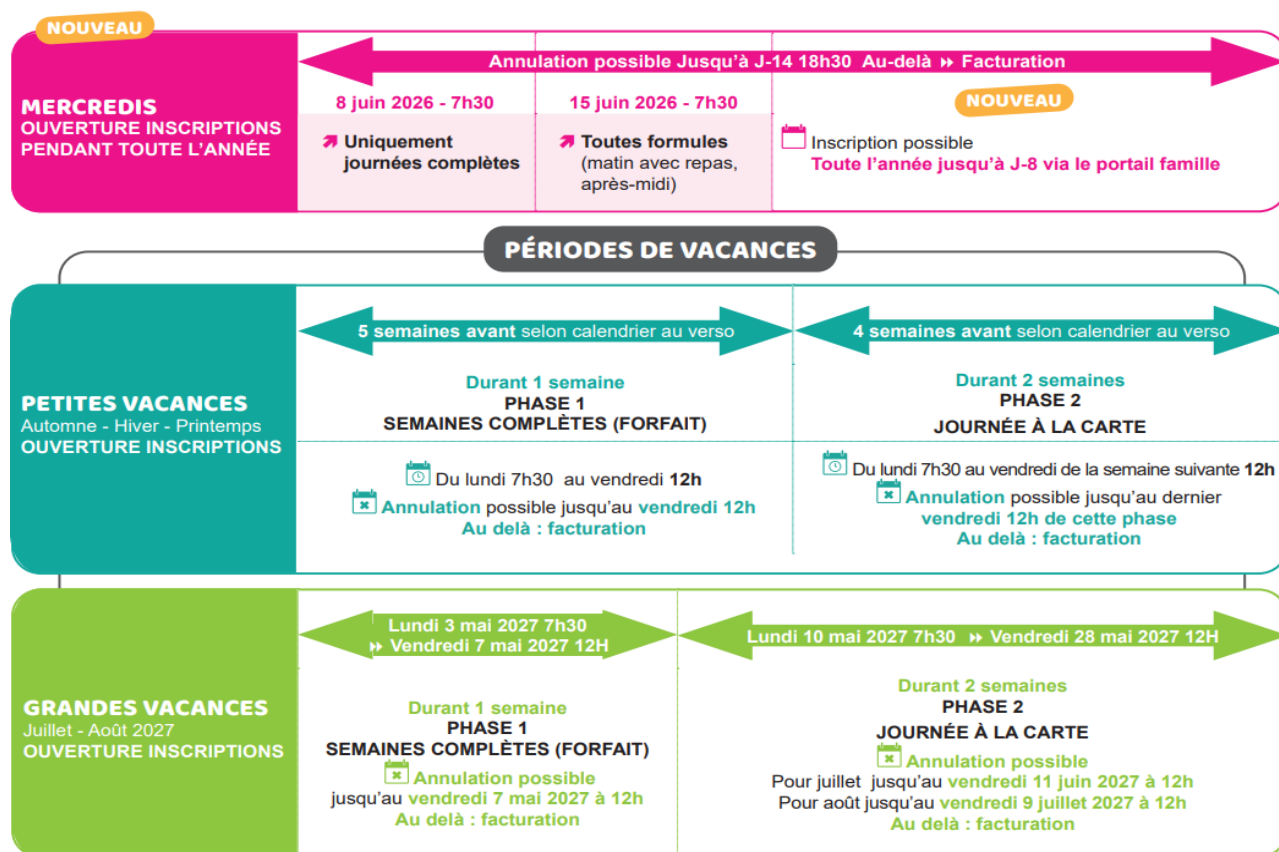 NOUVEAU
MERCREDIS
OUVERTURE INSCRIPTIONS
PENDANT TOUTE L'ANNÉE
Annulation possible Jusqu'à J-14 18h30 Au-delà Facturation
8 juin 2026 - 7h30
Uniquement
journées complètes
15 juin 2026 - 7h30
Toutes formules
(matin avec repas,
après-midi)
NOUVEAU
Inscription possible
Toute l'année jusqu'à J-8 via le portail famille
PÉRIODES DE VACANCES
PETITES VACANCES
Automne - Hiver - Printemps
OUVERTURE INSCRIPTIONS
5 semaines avant selon calendrier au verso
Durant 1 semaine
PHASE 1
SEMAINES COMPLÈTES (FORFAIT)
Du lundi 7h30 au vendredi 12h
Annulation possible jusqu'au vendredi 12h
Au delà : facturation
4 semaines avant selon calendrier au verso
Durant 2 semaines
PHASE 2
JOURNÉE À LA CARTE
Du lundi 7h30 au vendredi de la semaine suivante 12h
Annulation possible jusqu'au dernier
vendredi 12h de cette phase
Au delà : facturation
GRANDES VACANCES
Juillet - Août 2027
OUVERTURE INSCRIPTIONS
Lundi 3 mai 2027 7h30
Vendredi 7 mai 2027 12H
Durant 1 semaine
PHASE 1
SEMAINES COMPLÈTES (FORFAIT)
Annulation possible
jusqu'au vendredi 7 mai 2027 à 12h
Au delà : facturation
Lundi 10 mai 2027 7h30 Vendredi 28 mai 2027 12H
Durant 2 semaines
PHASE 2
JOURNÉE À LA CARTE
Annulation possible
Pour juillet jusqu'au vendredi 11 juin 2027 à 12h
Pour août jusqu'au vendredi 9 juillet 2027 à 12h
Au delà : facturation